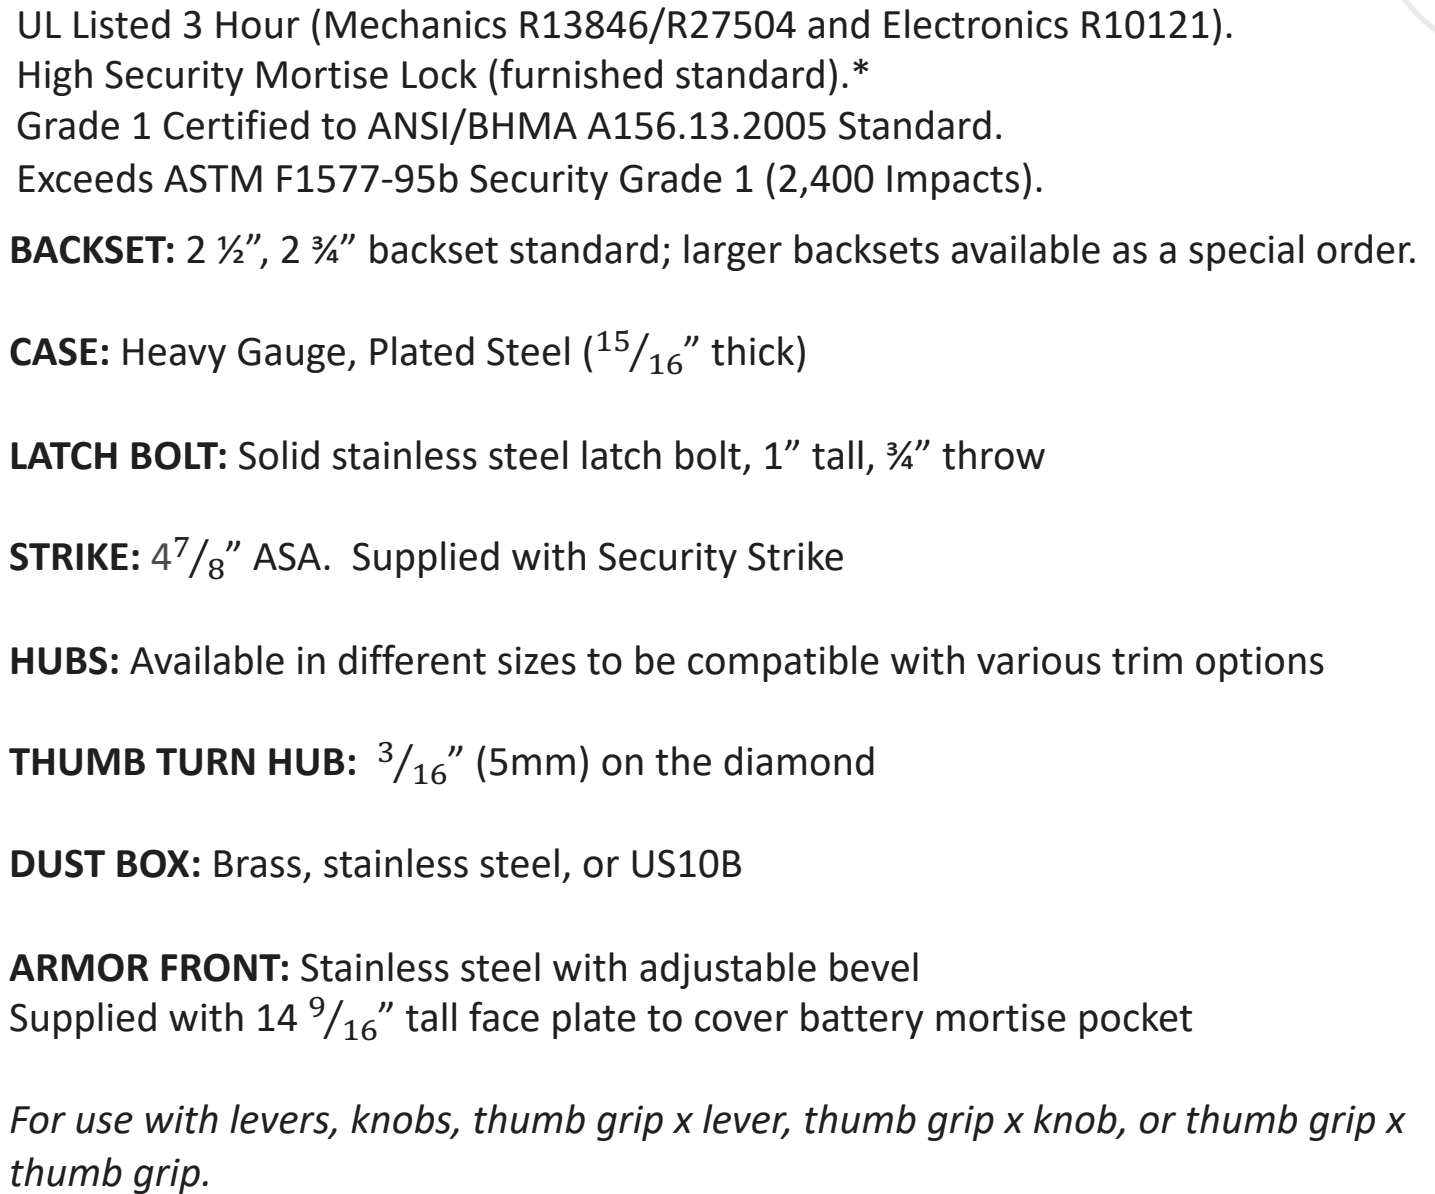 UL Listed 3 Hour (Mechanics R13846/R27504 and Electronics R10121).
High Security Mortise Lock (furnished standard).*
Grade 1 Certified to ANSI/BHMA A156.13.2005 Standard.
Exceeds ASTM F1577-95b Security Grade 1 (2,400 Impacts).
BACKSET: 2 ½”, 2 ¾” backset standard; larger backsets available as a special order.
CASE: Heavy Gauge, Plated Steel (15/16” thick)
LATCH BOLT: Solid stainless steel latch bolt, 1” tall, ¾” throw
STRIKE: 4 7/8” ASA.  Supplied with Security Strike
HUBS: Available in different sizes to be compatible with various trim options
THUMB TURN HUB:  3/16” (5mm) on the diamond
DUST BOX: Brass, stainless steel, or US10B
ARMOR FRONT: Stainless steel with adjustable bevel
Supplied with 14 9/16” tall face plate to cover battery mortise pocket
For use with levers, knobs, thumb grip x lever, thumb grip x knob, or thumb grip x
thumb grip.